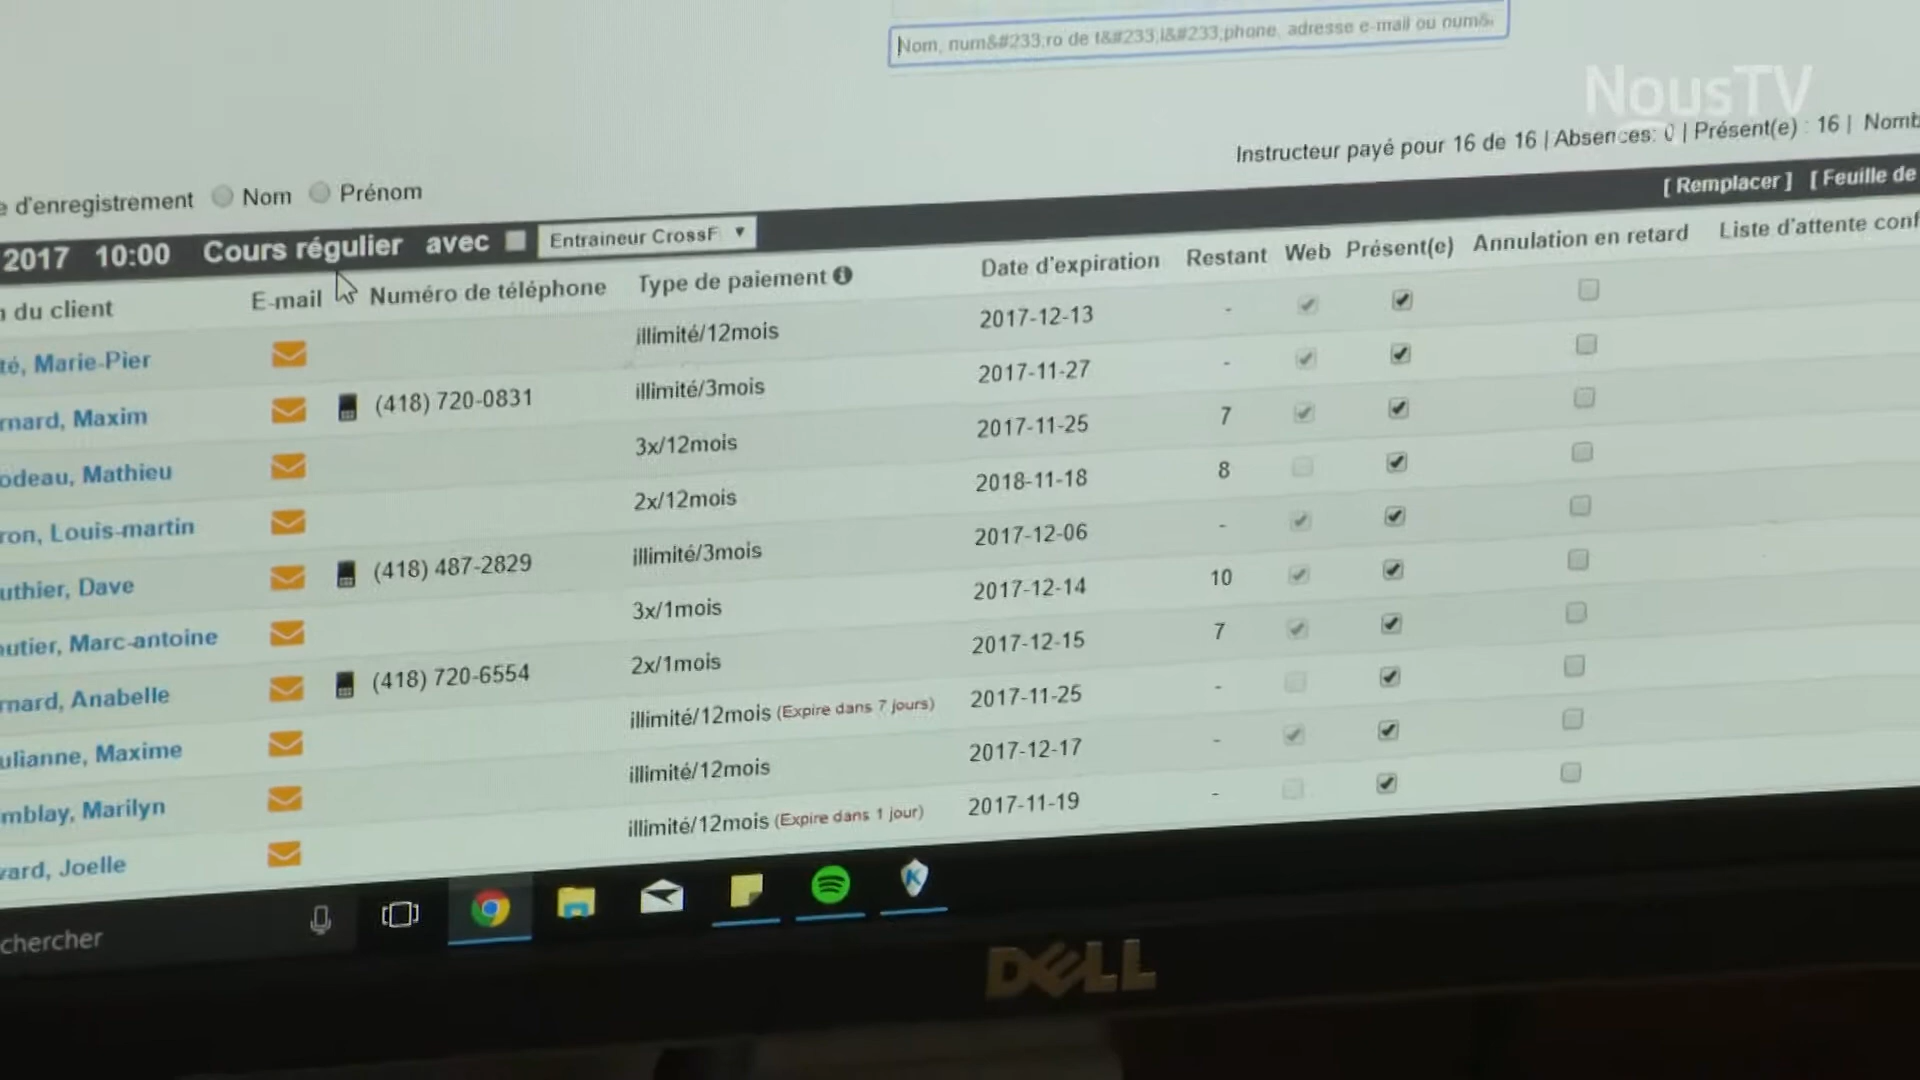 Nom, num&#233;ro de t&#233;l&#233;phone, adresse e-mail ou num&
NousTV
Instructeur payé pour 16 de 16 | Absences: 0 | Présent(e) : 16 | Nomb
e d'enregistrement Nom Prénom
[ Remplacer ] [ Feuille de
2017 10:00 Cours régulier avec Entraineur CrossF
n du client E-mail Numéro de téléphone Type de paiement Date d'expiration Restant Web Présent(e) Annulation en retard Liste d'attente conf
té, Marie-Pier illimité/12mois 2017-12-13 -
rnard, Maxim (418) 720-0831 illimité/3mois 2017-11-27 -
odeau, Mathieu 3x/12mois 2017-11-25 7
ron, Louis-martin 2x/12mois 2018-11-18 8
uthier, Dave (418) 487-2829 illimité/3mois 2017-12-06 -
utier, Marc-antoine 3x/1mois 2017-12-14 10
rnard, Anabelle (418) 720-6554 2x/1mois 2017-12-15 7
ulianne, Maxime illimité/12mois (Expire dans 7 jours) 2017-11-25 -
mblay, Marilyn illimité/12mois 2017-12-17 -
vard, Joelle illimité/12mois (Expire dans 1 jour) 2017-11-19 -
chercher
K
DELL